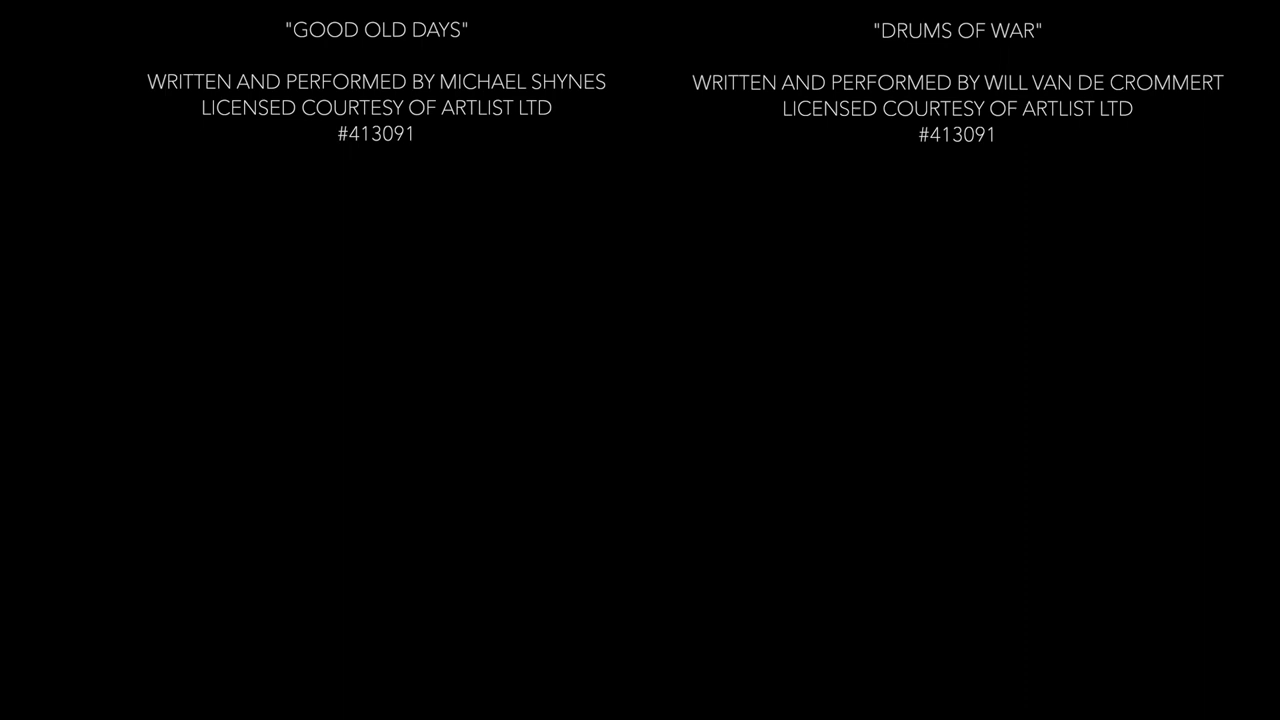 "GOOD OLD DAYS"
WRITTEN AND PERFORMED BY MICHAEL SHYNES
LICENSED COURTESY OF ARTLIST LTD
#413091
"DRUMS OF WAR"
WRITTEN AND PERFORMED BY WILL VAN DE CROMMERT
LICENSED COURTESY OF ARTLIST LTD
#413091